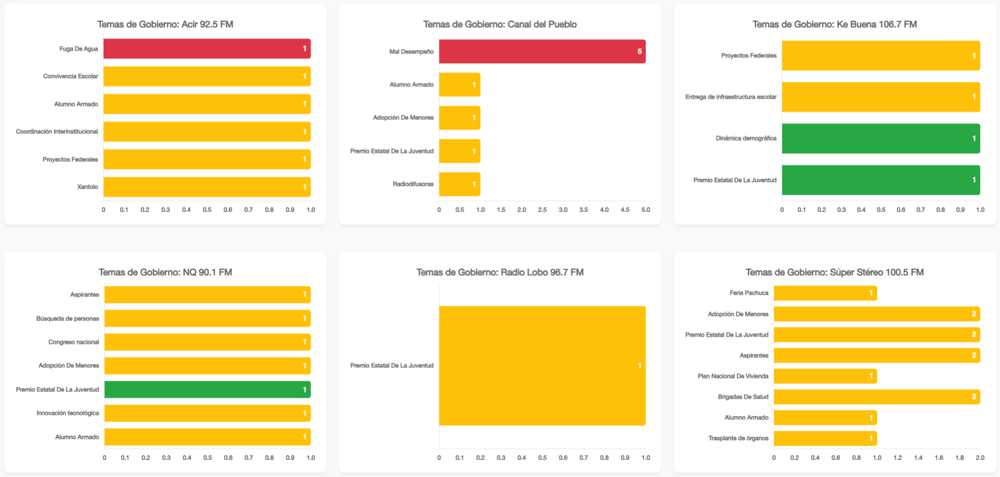 Temas de Gobierno: Acir 92.5 FM
Fuga De Agua 1
Convivencia Escolar 1
Alumno Armado 1
Coordinación Interinstitucional 1
Proyectos Federales 1
Xantolo 1
0 0.1 0.2 0.3 0.4 0.5 0.6 0.7 0.8 0.9 1.0
Temas de Gobierno: Canal del Pueblo
Mal Desempeño 5
Alumno Armado 1
Adopción De Menores 1
Premio Estatal De La Juventud 1
Radiodifusoras 1
0 0.5 1.0 1.5 2.0 2.5 3.0 3.5 4.0 4.5 5.0
Temas de Gobierno: Ke Buena 106.7 FM
Proyectos Federales 1
Entrega de infraestructura escolar 1
Dinámica demográfica 1
Premio Estatal De La Juventud 1
0 0.1 0.2 0.3 0.4 0.5 0.6 0.7 0.8 0.9 1.0
Temas de Gobierno: NQ 90.1 FM
Aspirantes 1
Búsqueda de personas 1
Congreso nacional 1
Adopción De Menores 1
Premio Estatal De La Juventud 1
Innovación tecnológica 1
Alumno Armado 1
0 0.1 0.2 0.3 0.4 0.5 0.6 0.7 0.8 0.9 1.0
Temas de Gobierno: Radio Lobo 96.7 FM
Premio Estatal De La Juventud 1
0 0.1 0.2 0.3 0.4 0.5 0.6 0.7 0.8 0.9 1.0
Temas de Gobierno: Súper Stéreo 100.5 FM
Feria Pachuca 1
Adopción De Menores 2
Premio Estatal De La Juventud 2
Aspirantes 2
Plan Nacional De Vivienda 1
Brigadas De Salud 2
Alumno Armado 1
Trasplante de órganos 1
0 0.2 0.4 0.6 0.8 1.0 1.2 1.4 1.6 1.8 2.0